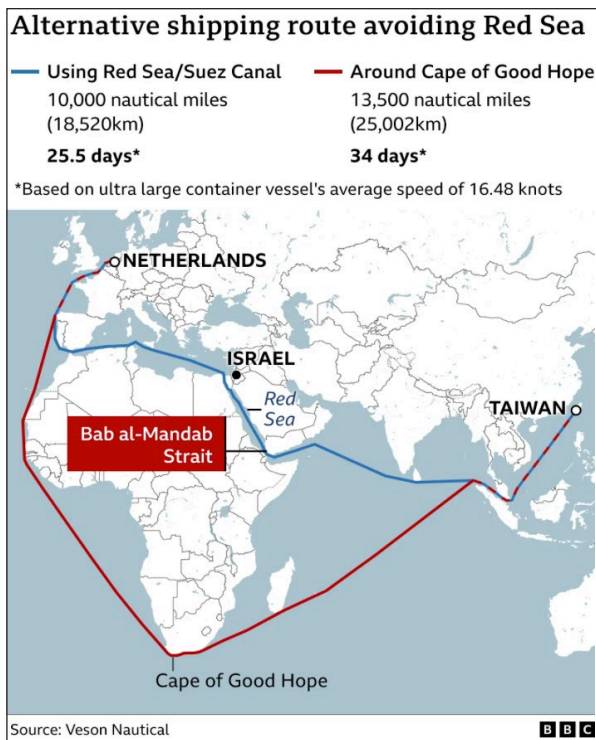 Alternative shipping route avoiding Red Sea
Using Red Sea/Suez Canal
10,000 nautical miles
(18,520km)
25.5 days*
Around Cape of Good Hope
13,500 nautical miles
(25,002km)
34 days*
*Based on ultra large container vessel's average speed of 16.48 knots
NETHERLANDS
ISRAEL
Red
Sea
TAIWAN
Bab al-Mandab
Strait
Cape of Good Hope
Source: Veson Nautical
BBC